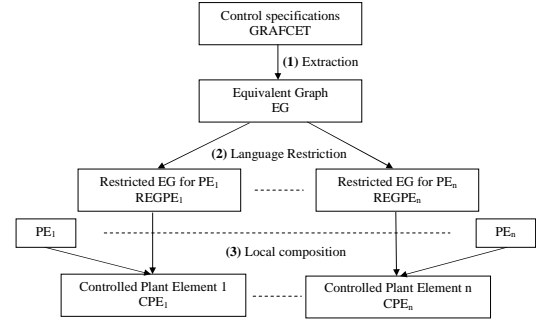 Control specifications
GRAFCET
(1) Extraction
Equivalent Graph
EG
(2) Language Restriction
Restricted EG for PE₁
REGPE₁
Restricted EG for PEₙ
REGPEₙ
PE₁
PEₙ
(3) Local composition
Controlled Plant Element 1
CPE₁
Controlled Plant Element n
CPEₙ